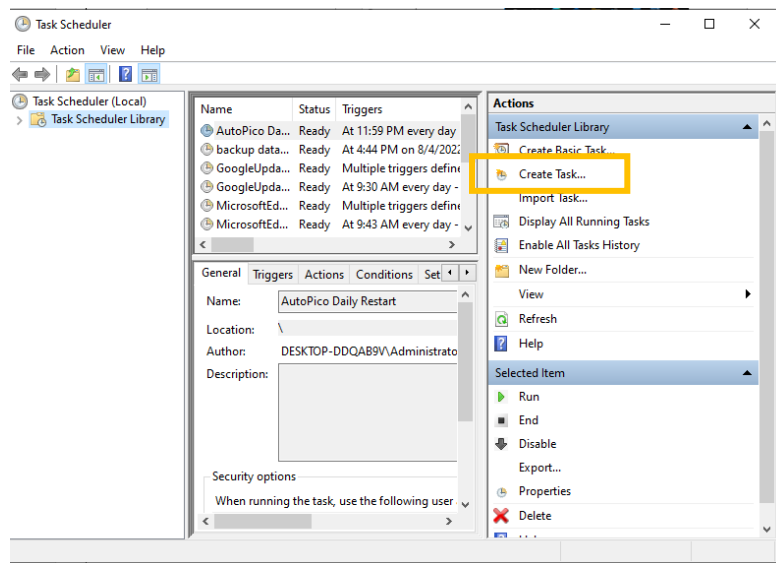 Task Scheduler
File Action View Help
Task Scheduler (Local)
Task Scheduler Library
Name Status Triggers
AutoPico Da... Ready At 11:59 PM every day
backup data... Ready At 4:44 PM on 8/4/2022
GoogleUpda... Ready Multiple triggers define
GoogleUpda... Ready At 9:30 AM every day -
MicrosoftEd... Ready Multiple triggers define
MicrosoftEd... Ready At 9:43 AM every day -
General Triggers Actions Conditions Set
Name: AutoPico Daily Restart
Location: \
Author: DESKTOP-DDQAB9V\Administrato
Description:
Security options
When running the task, use the following user
Actions
Task Scheduler Library
Create Basic Task...
Create Task...
Import Task...
Display All Running Tasks
Enable All Tasks History
New Folder...
View
Refresh
Help
Selected Item
Run
End
Disable
Export...
Properties
Delete